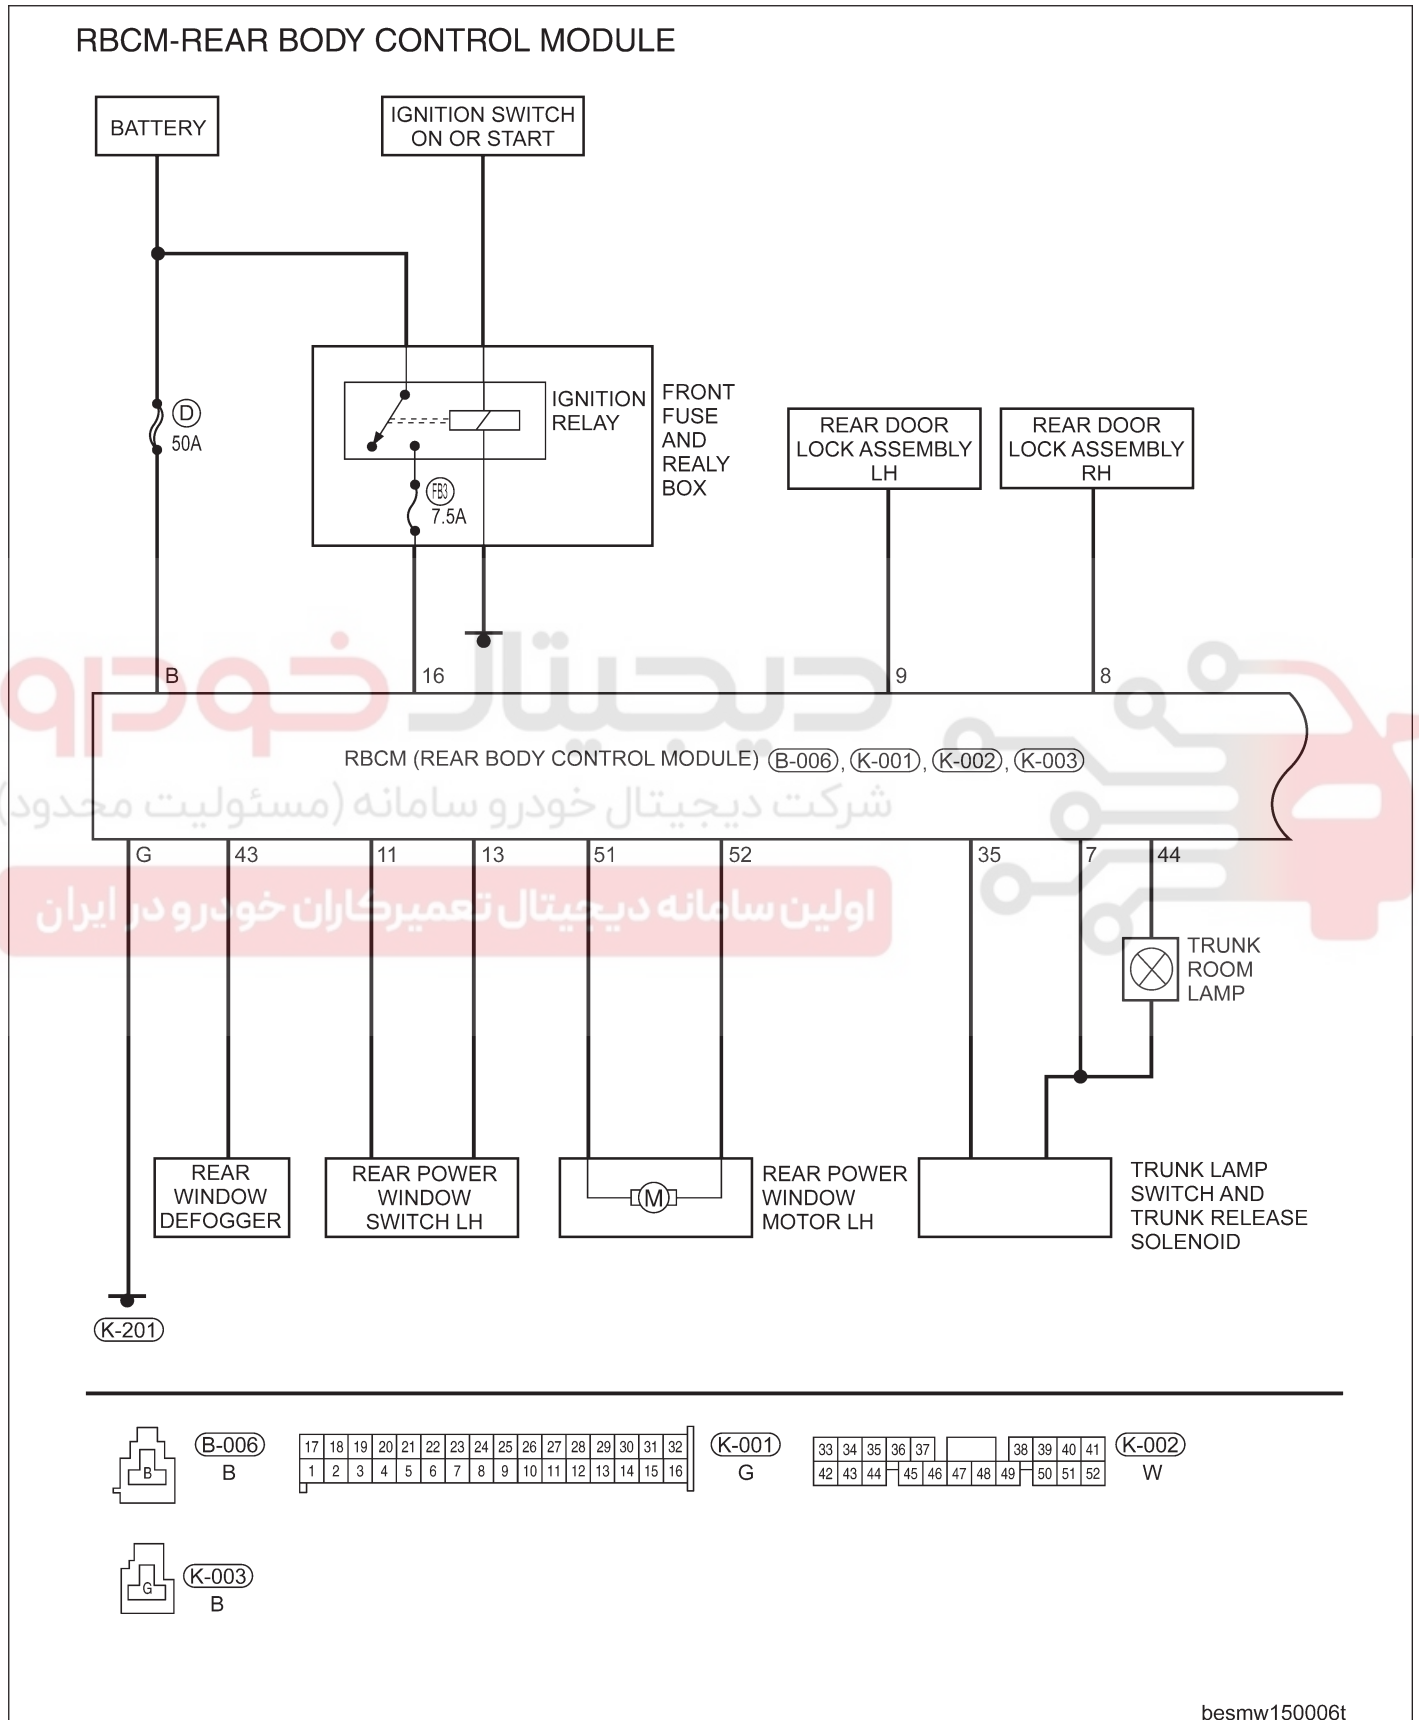 RBCM-REAR BODY CONTROL MODULE
BATTERY
IGNITION SWITCH
ON OR START
D
50A
IGNITION
RELAY
FRONT
FUSE
AND
REALY
BOX
FB3
7.5A
REAR DOOR
LOCK ASSEMBLY
LH
REAR DOOR
LOCK ASSEMBLY
RH
B
16
9
8
دیجیتال خودرو
RBCM (REAR BODY CONTROL MODULE) B-006, K-001, K-002, K-003
شرکت دیجیتال خودرو سامانه (مسئولیت محدود)
G
43
11
13
51
52
35
7
44
اولین سامانه دیجیتال تعمیرکاران خودرو در ایران
TRUNK
ROOM
LAMP
REAR
WINDOW
DEFOGGER
REAR POWER
WINDOW
SWITCH LH
M
REAR POWER
WINDOW
MOTOR LH
TRUNK LAMP
SWITCH AND
TRUNK RELEASE
SOLENOID
K-201
B
B-006
B
17 18 19 20 21 22 23 24 25 26 27 28 29 30 31 32
1 2 3 4 5 6 7 8 9 10 11 12 13 14 15 16
K-001
G
33 34 35 36 37 38 39 40 41
42 43 44 45 46 47 48 49 50 51 52
K-002
W
G
K-003
B
besmw150006t